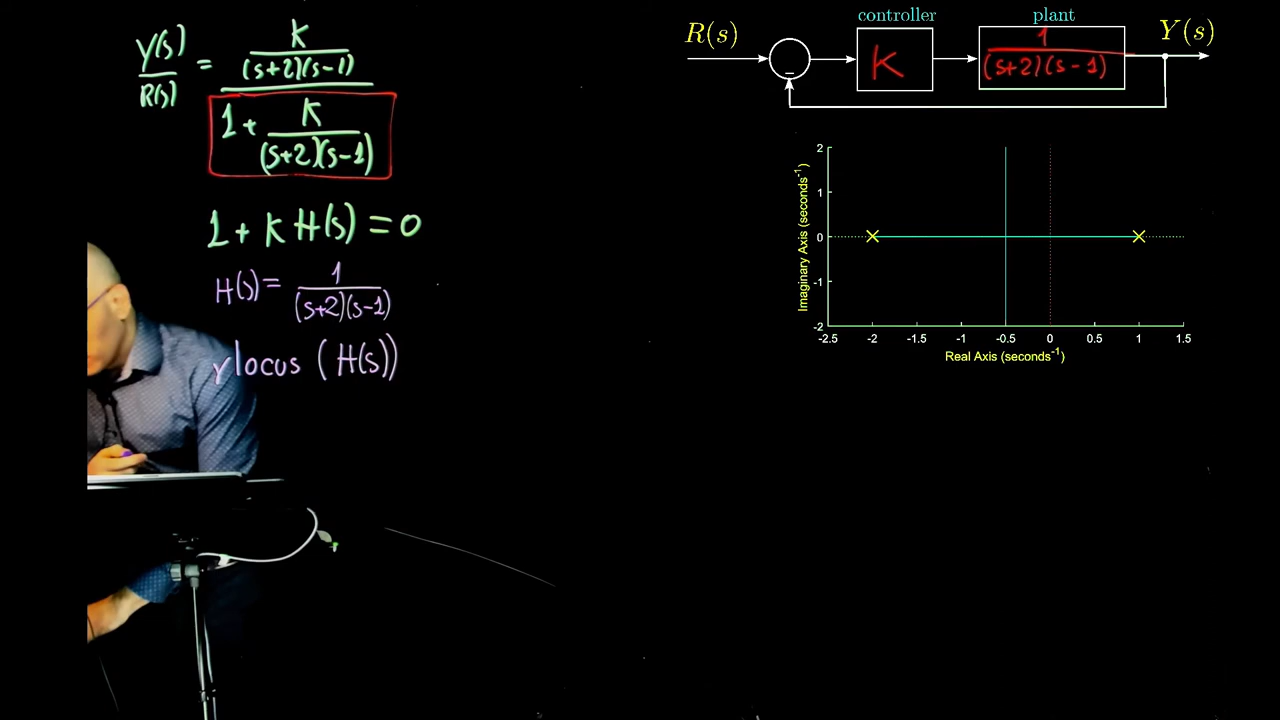 Y(s)/R(s) = (K/((s+2)(s-1)))/(1 + K/((s+2)(s-1)))
1 + K H(s) = 0
H(s) = 1/((s+2)(s-1))
rlocus (H(s))
controller plant
R(s) K 1/((s+2)(s-1)) Y(s)
-
Imaginary Axis (seconds⁻¹)
2
1
0
-1
-2
-2.5 -2 -1.5 -1 -0.5 0 0.5 1 1.5
Real Axis (seconds⁻¹)